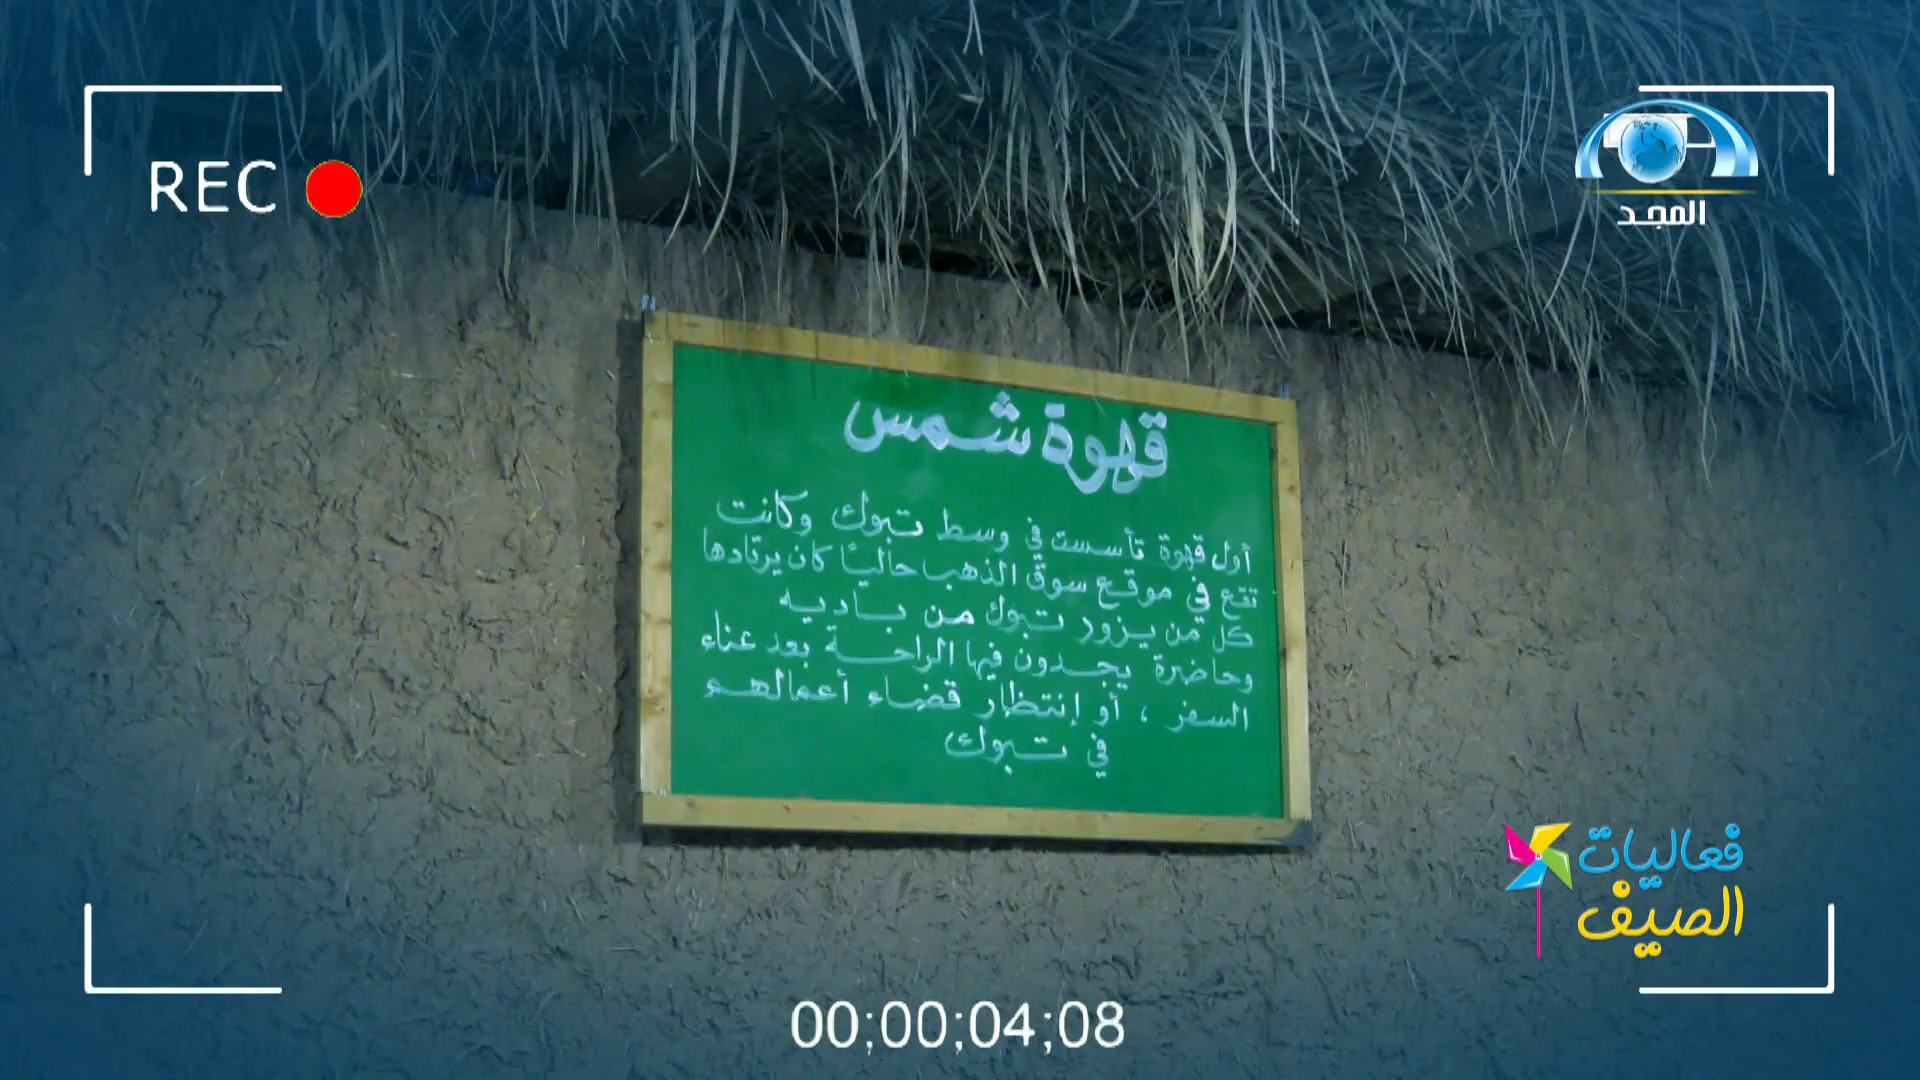 REC
المجد
قهوة شمس
أول قهوة تأسست في وسط تبوك وكانت
تقع في موقع سوق الذهب حاليًا كان يرتادها
كل من يزور تبوك من باديه
وحاضرة يجدون فيها الراحة بعد عناء
السفر ، أو إنتظار قضاء أعمالهم
في تبوك
فعاليات
الصيف
00;00;04;08